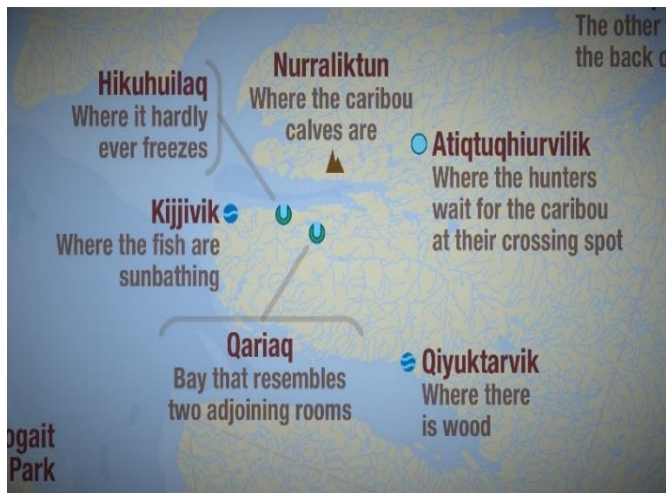 The other
the back o
Hikuhuilaq
Where it hardly
ever freezes
Nurraliktun
Where the caribou
calves are
Atiqtuqhiurvilik
Where the hunters
wait for the caribou
at their crossing spot
Kijjivik
Where the fish are
sunbathing
Qariaq
Bay that resembles
two adjoining rooms
Qiyuktarvik
Where there
is wood
ogait
Park